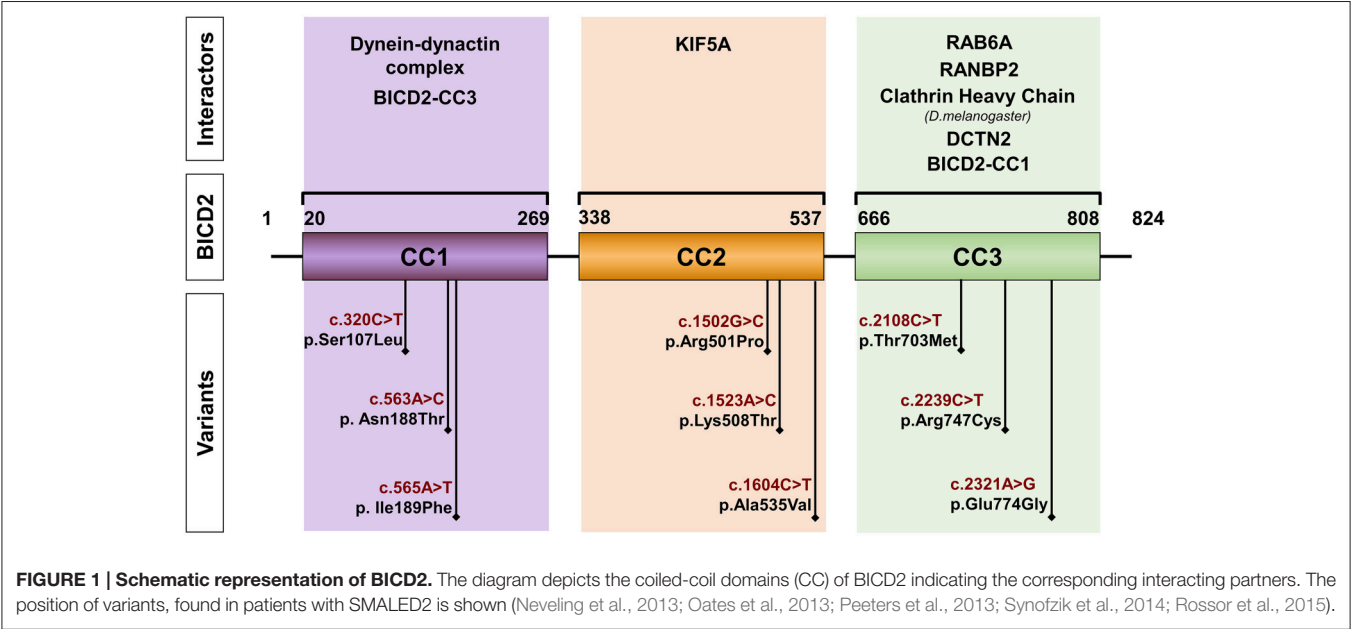 Interactors
Dynein-dynactin
complex
BICD2-CC3
KIF5A
RAB6A
RANBP2
Clathrin Heavy Chain
(D.melanogaster)
DCTN2
BICD2-CC1
BICD2
1 20 269 338 537 666 808 824
CC1 CC2 CC3
Variants
c.320C>T
p.Ser107Leu
c.563A>C
p. Asn188Thr
c.565A>T
p. Ile189Phe
c.1502G>C
p.Arg501Pro
c.1523A>C
p.Lys508Thr
c.1604C>T
p.Ala535Val
c.2108C>T
p.Thr703Met
c.2239C>T
p.Arg747Cys
c.2321A>G
p.Glu774Gly
FIGURE 1 | Schematic representation of BICD2. The diagram depicts the coiled-coil domains (CC) of BICD2 indicating the corresponding interacting partners. The
position of variants, found in patients with SMALED2 is shown (Neveling et al., 2013; Oates et al., 2013; Peeters et al., 2013; Synofzik et al., 2014; Rossor et al., 2015).